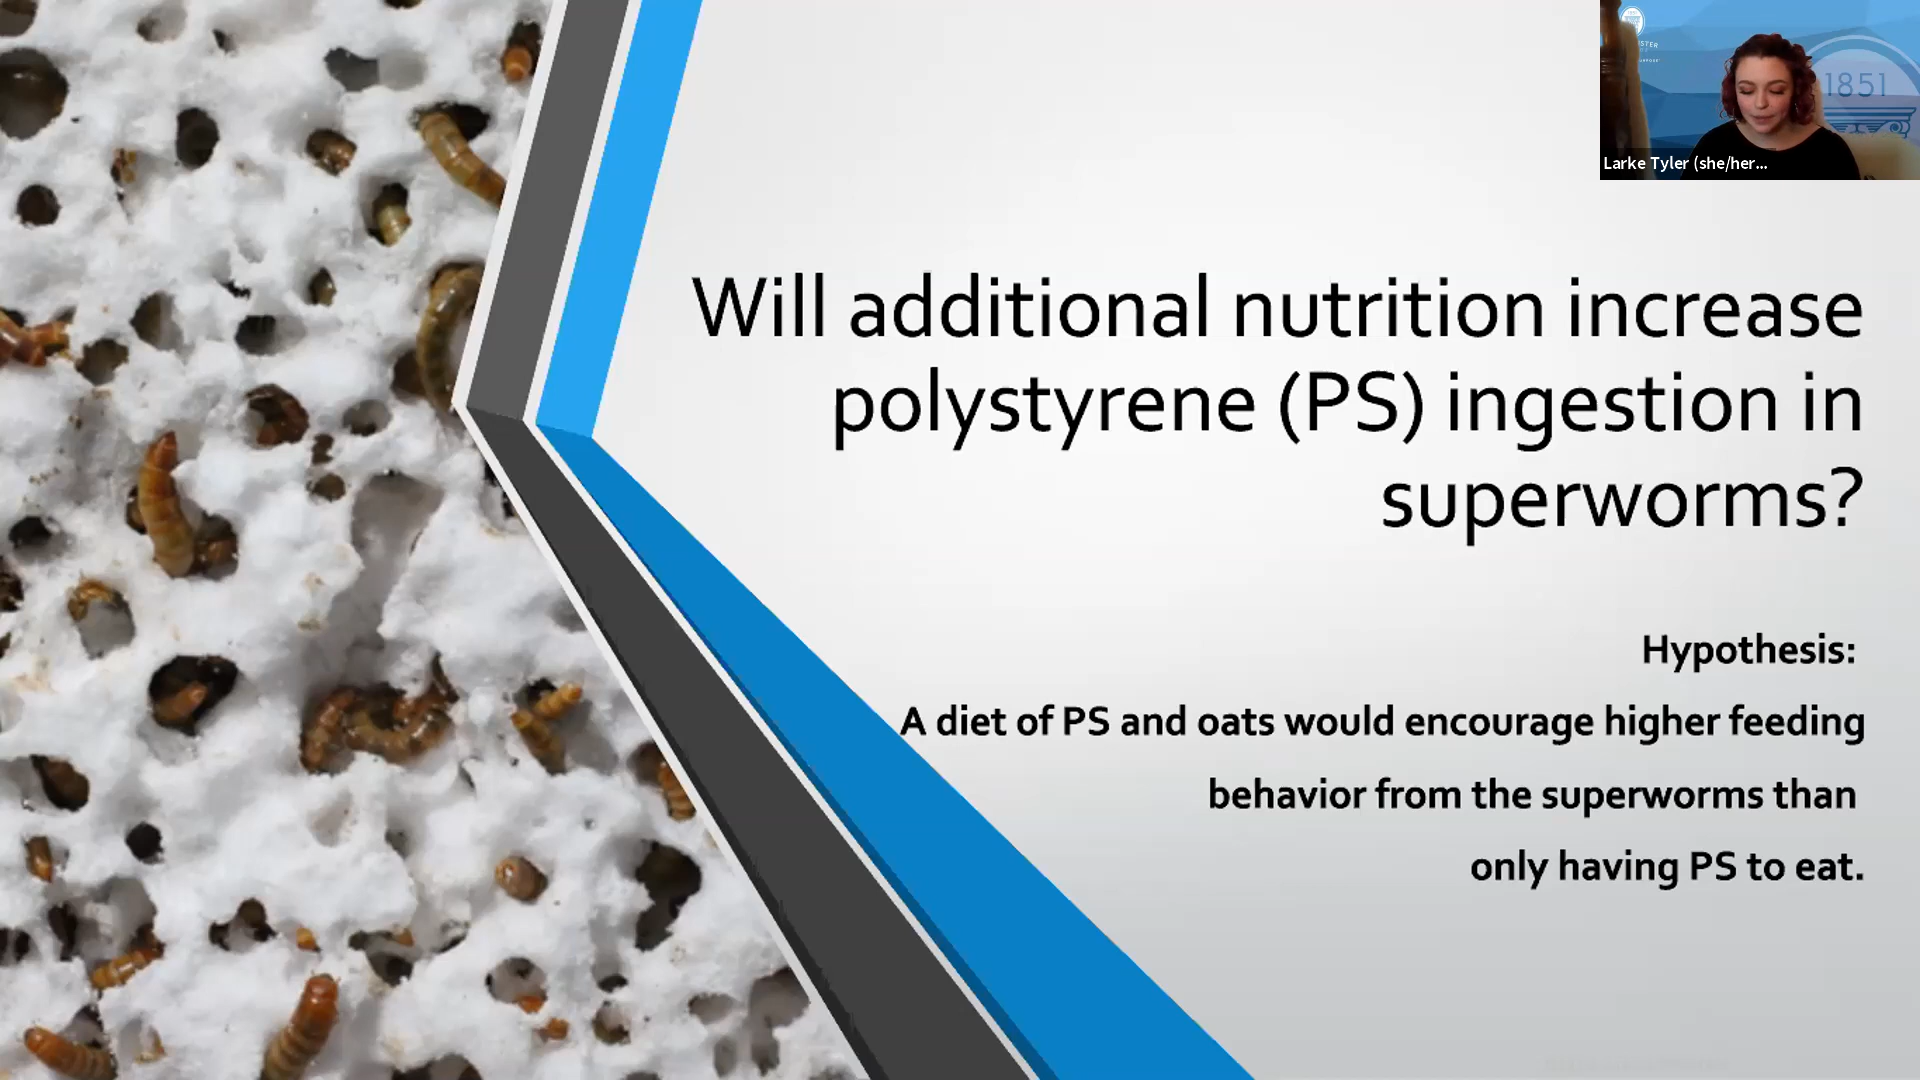 1851
Larke Tyler (she/her...
Will additional nutrition increase
polystyrene (PS) ingestion in
superworms?
Hypothesis:
A diet of PS and oats would encourage higher feeding
behavior from the superworms than
only having PS to eat.